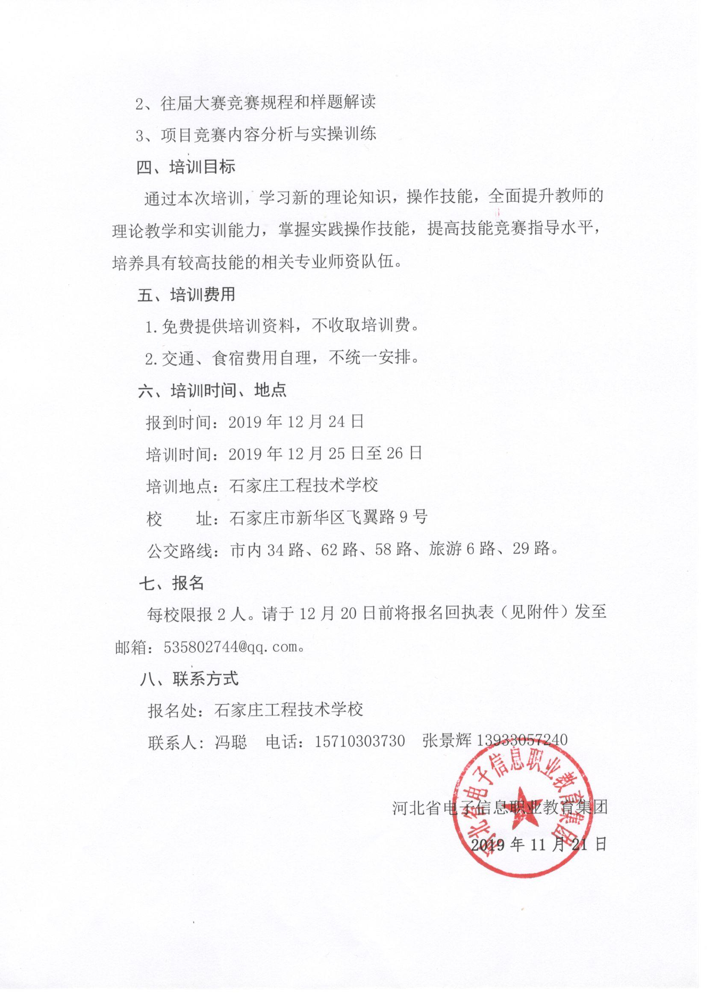 2、往届大赛竞赛规程和样题解读
3、项目竞赛内容分析与实操训练
四、培训目标
通过本次培训，学习新的理论知识，操作技能，全面提升教师的
理论教学和实训能力，掌握实践操作技能，提高技能竞赛指导水平，
培养具有较高技能的相关专业师资队伍。
五、培训费用
1.免费提供培训资料，不收取培训费。
2.交通、食宿费用自理，不统一安排。
六、培训时间、地点
报到时间：2019 年 12 月 24 日
培训时间：2019 年 12 月 25 日至 26 日
培训地点：石家庄工程技术学校
校　　址：石家庄市新华区飞翼路 9 号
公交路线：市内 34 路、62 路、58 路、旅游 6 路、29 路。
七、报名
每校限报 2 人。请于 12 月 20 日前将报名回执表（见附件）发至
邮箱：535802744@qq.com。
八、联系方式
报名处：石家庄工程技术学校
联系人：冯聪　电话：15710303730　张景辉 13933057240
河北省电子信息职业教育集团
河北省电子信息职业教育集团
2019 年 11 月 21 日